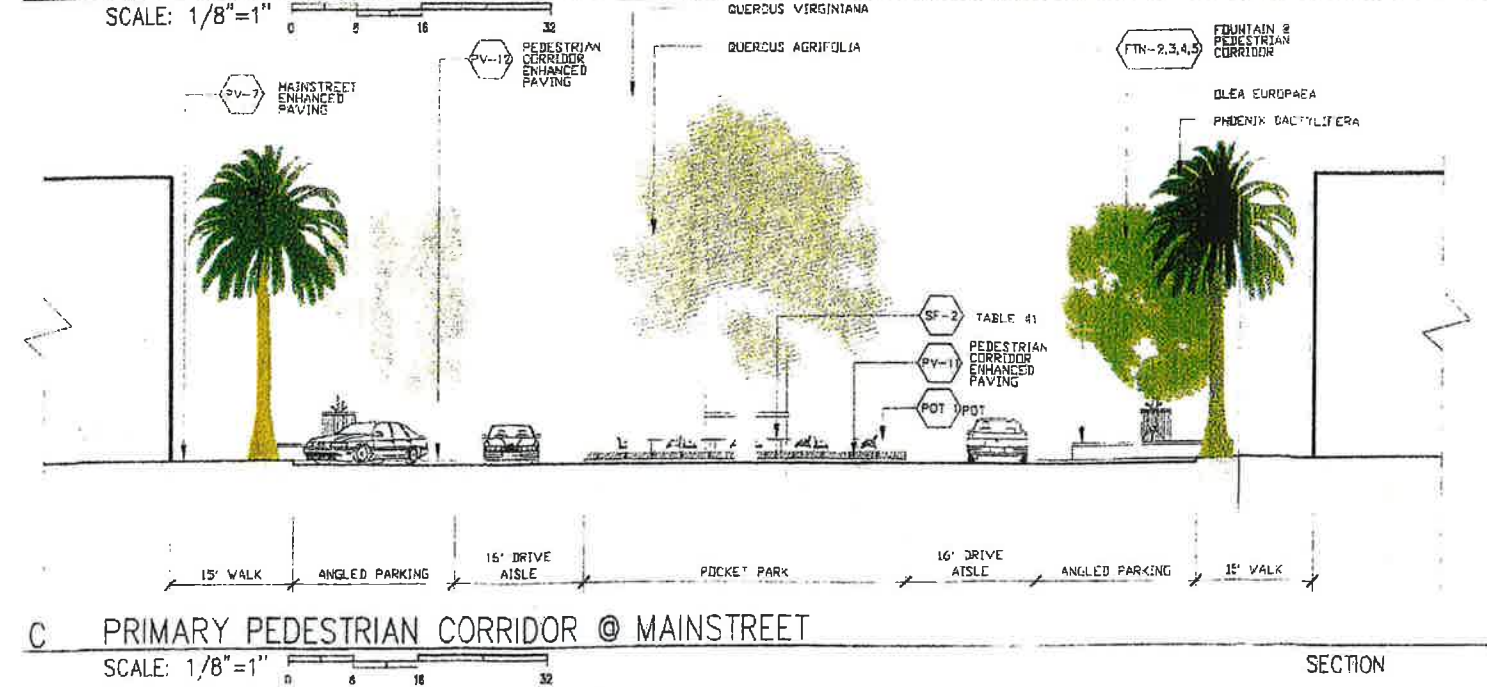 SCALE: 1/8"=1"
0 8 16 32
QUERCUS VIRGINIANA
QUERCUS AGRIFOLIA
PV-12
PEDESTRIAN
CORRIDOR
ENHANCED
PAVING
FTN-2,3,4,5
FOUNTAIN @
PEDESTRIAN
CORRIDOR
PV-7
MAINSTREET
ENHANCED
PAVING
OLEA EUROPAEA
PHOENIX DACTYLIFERA
SF-2 TABLE #1
PV-11
PEDESTRIAN
CORRIDOR
ENHANCED
PAVING
POT 1 POT
15' WALK
ANGLED PARKING
16' DRIVE
AISLE
POCKET PARK
16' DRIVE
AISLE
ANGLED PARKING
15' WALK
C PRIMARY PEDESTRIAN CORRIDOR @ MAINSTREET
SCALE: 1/8"=1"
0 8 16 32
SECTION